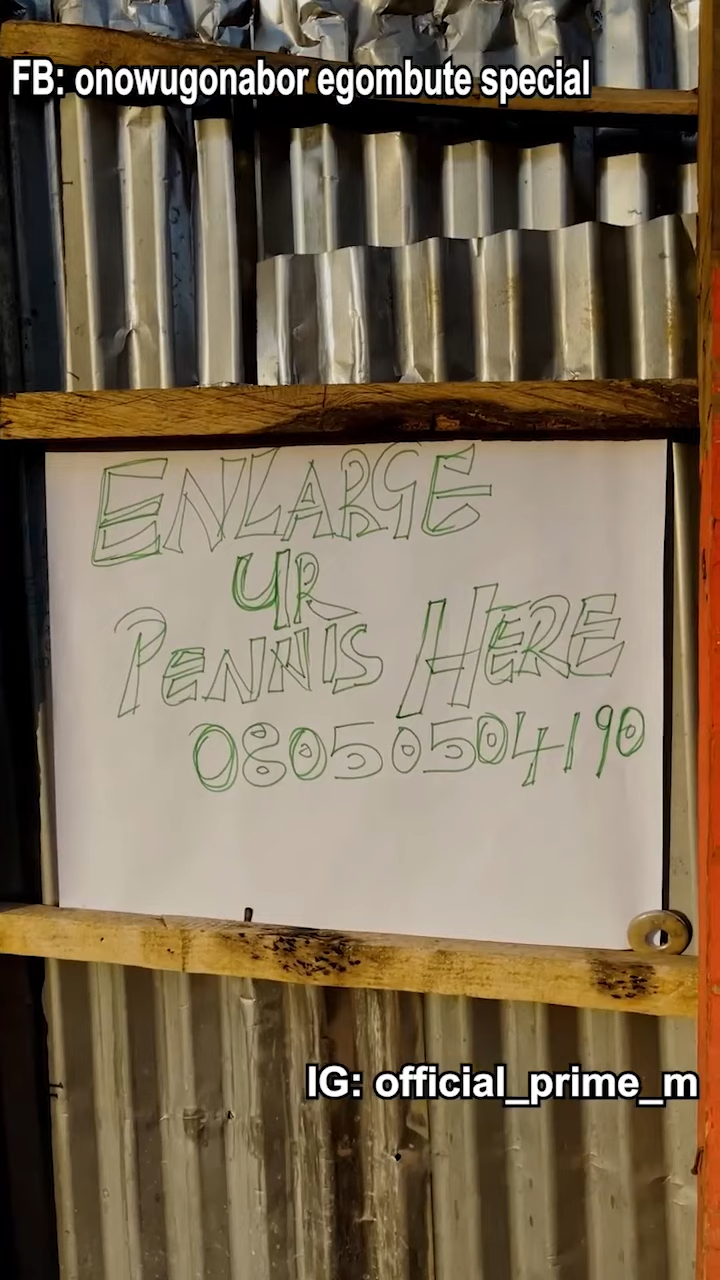 FB: onowugonabor egombute special
ENLARGE
UR
PENNIS HERE
08050504190
IG: official_prime_m